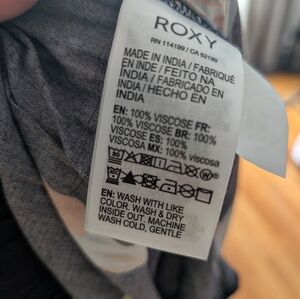 ROXY
RN 114199 / CA 52199
MADE IN INDIA / FABRIQUÉ
EN INDE / FEITO NA
ÍNDIA / FABRICADO EN
INDIA / HECHO EN
INDIA
EN: 100% VISCOSE FR:
100% VISCOSE BR: 100%
VISCOSE ES: 100%
VISCOSA MX: 100% viscosa
EN: WASH WITH LIKE
COLOR. WASH & DRY
INSIDE OUT. MACHINE
WASH COLD, GENTLE